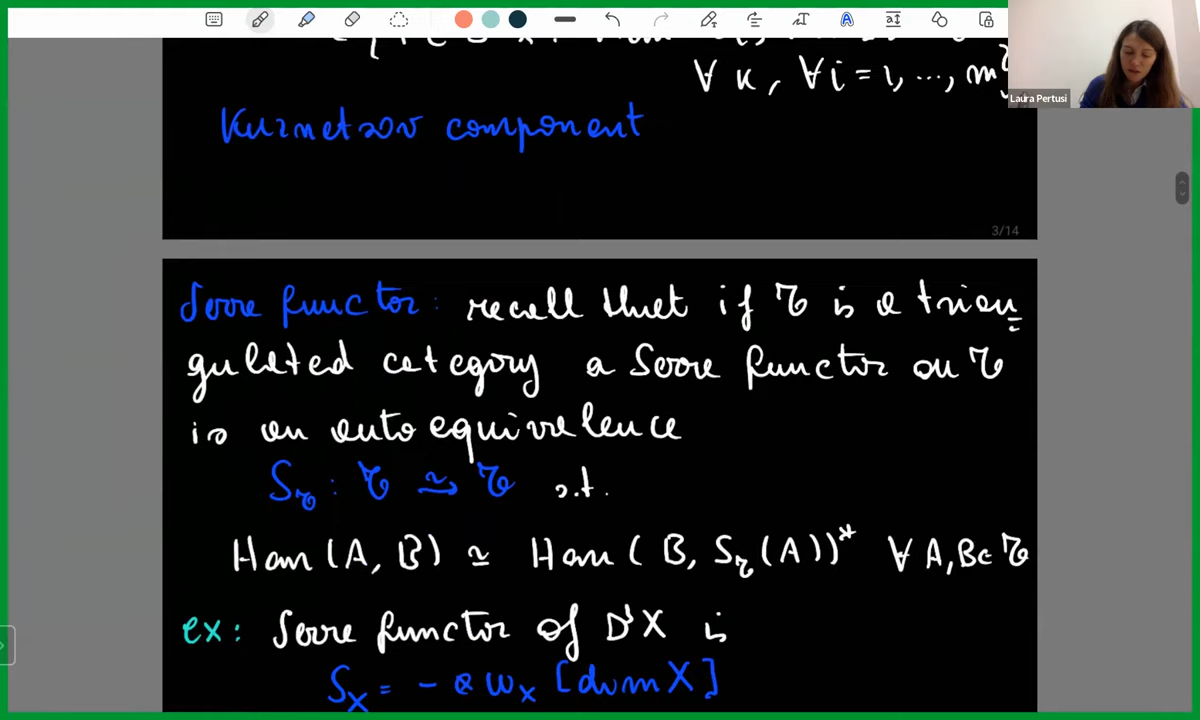 ∀ k, ∀ i = 1, ..., m}
Laura Pertusi
Kuznetsov component
3/14
Serre functor: recall that if 𝒯 is a trian
gulated category a Serre functor on 𝒯
is an autoequivalence
S_𝒯 : 𝒯 ≃ 𝒯 s.t.
Hom (A, B) ≃ Hom (B, S_𝒯 (A))* ∀ A, B ∈ 𝒯
ex: Serre functor of DᵇX is
S_X = - ⊗ ω_X [dim X]